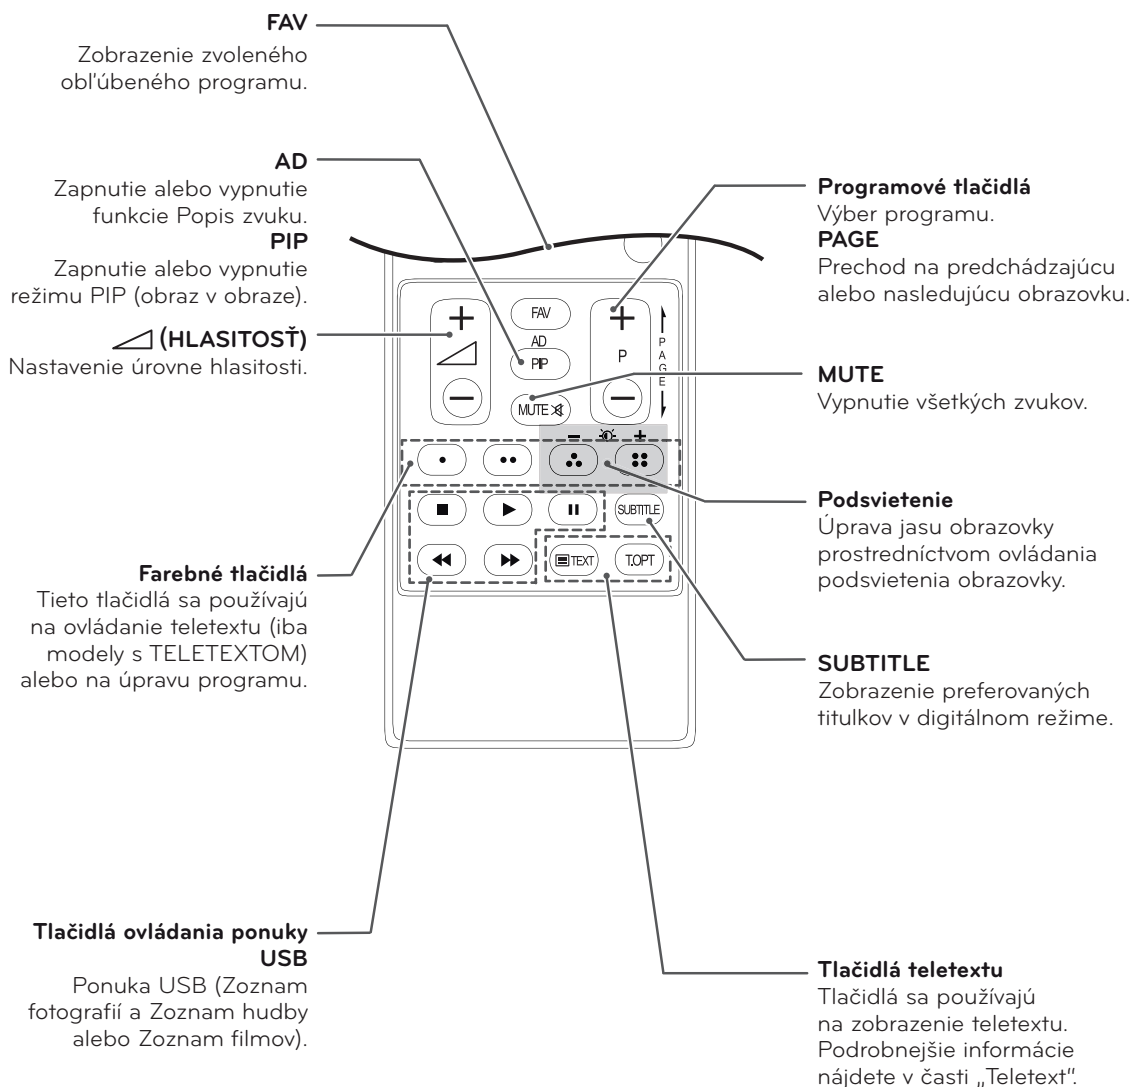 FAV
Zobrazenie zvoleného
obľúbeného programu.
AD
Zapnutie alebo vypnutie
funkcie Popis zvuku.
PIP
Zapnutie alebo vypnutie
režimu PIP (obraz v obraze).
(HLASITOSŤ)
Nastavenie úrovne hlasitosti.
Farebné tlačidlá
Tieto tlačidlá sa používajú
na ovládanie teletextu (iba
modely s TELETEXTOM)
alebo na úpravu programu.
Tlačidlá ovládania ponuky
USB
Ponuka USB (Zoznam
fotografií a Zoznam hudby
alebo Zoznam filmov).
FAV
AD
PIP
MUTE
P
PAGE
SUBTITLE
TEXT
T.OPT
Programové tlačidlá
Výber programu.
PAGE
Prechod na predchádzajúcu
alebo nasledujúcu obrazovku.
MUTE
Vypnutie všetkých zvukov.
Podsvietenie
Úprava jasu obrazovky
prostredníctvom ovládania
podsvietenia obrazovky.
SUBTITLE
Zobrazenie preferovaných
titulkov v digitálnom režime.
Tlačidlá teletextu
Tlačidlá sa používajú
na zobrazenie teletextu.
Podrobnejšie informácie
nájdete v časti „Teletext“.